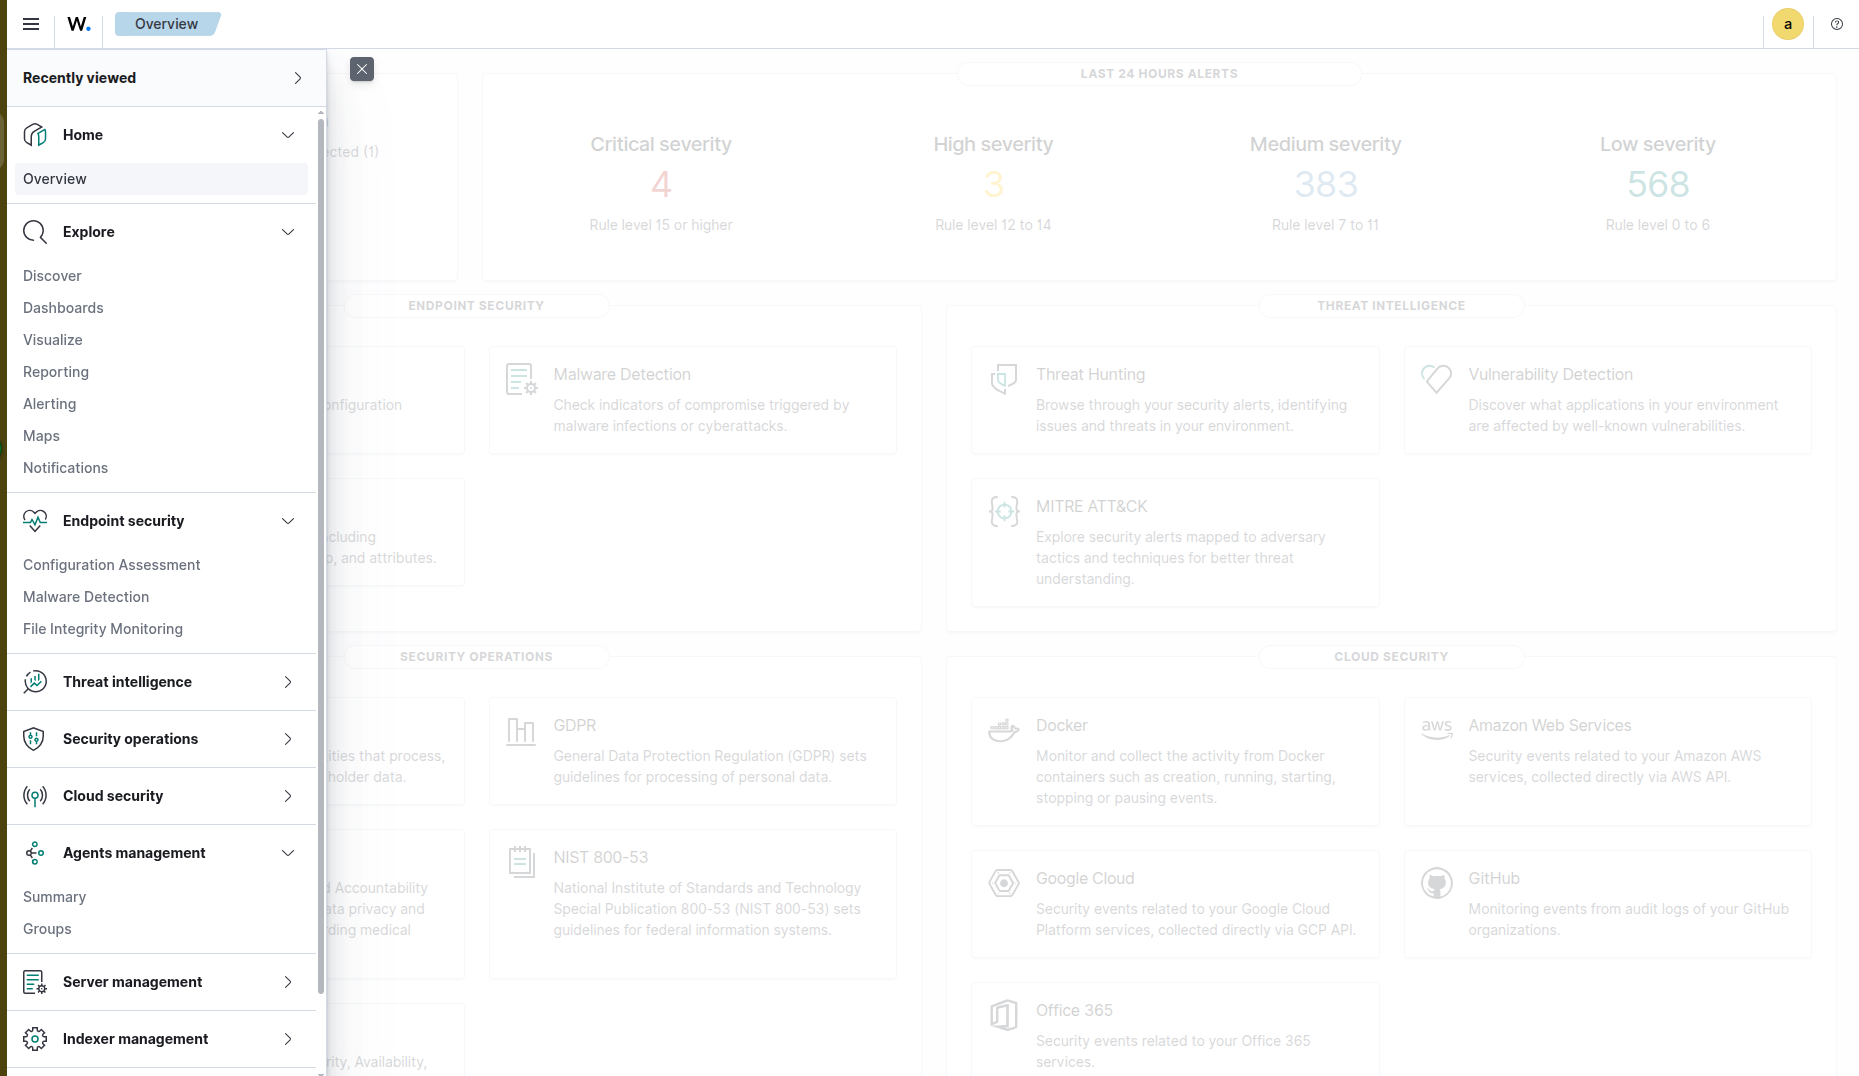 W.
Overview
a
Recently viewed
Home
Overview
Explore
Discover
Dashboards
Visualize
Reporting
Alerting
Maps
Notifications
Endpoint security
Configuration Assessment
Malware Detection
File Integrity Monitoring
Threat intelligence
Security operations
Cloud security
Agents management
Summary
Groups
Server management
Indexer management
(1)
LAST 24 HOURS ALERTS
Critical severity
4
Rule level 15 or higher
High severity
3
Rule level 12 to 14
Medium severity
383
Rule level 7 to 11
Low severity
568
Rule level 0 to 6
ENDPOINT SECURITY
onfiguration
Malware Detection
Check indicators of compromise triggered by
malware infections or cyberattacks.
cluding
, and attributes.
THREAT INTELLIGENCE
Threat Hunting
Browse through your security alerts, identifying
issues and threats in your environment.
Vulnerability Detection
Discover what applications in your environment
are affected by well-known vulnerabilities.
MITRE ATT&CK
Explore security alerts mapped to adversary
tactics and techniques for better threat
understanding.
SECURITY OPERATIONS
ities that process,
holder data.
GDPR
General Data Protection Regulation (GDPR) sets
guidelines for processing of personal data.
Accountability
ata privacy and
ding medical
NIST 800-53
National Institute of Standards and Technology
Special Publication 800-53 (NIST 800-53) sets
guidelines for federal information systems.
rity, Availability,
CLOUD SECURITY
Docker
Monitor and collect the activity from Docker
containers such as creation, running, starting,
stopping or pausing events.
aws
Amazon Web Services
Security events related to your Amazon AWS
services, collected directly via AWS API.
Google Cloud
Security events related to your Google Cloud
Platform services, collected directly via GCP API.
GitHub
Monitoring events from audit logs of your GitHub
organizations.
Office 365
Security events related to your Office 365
services.